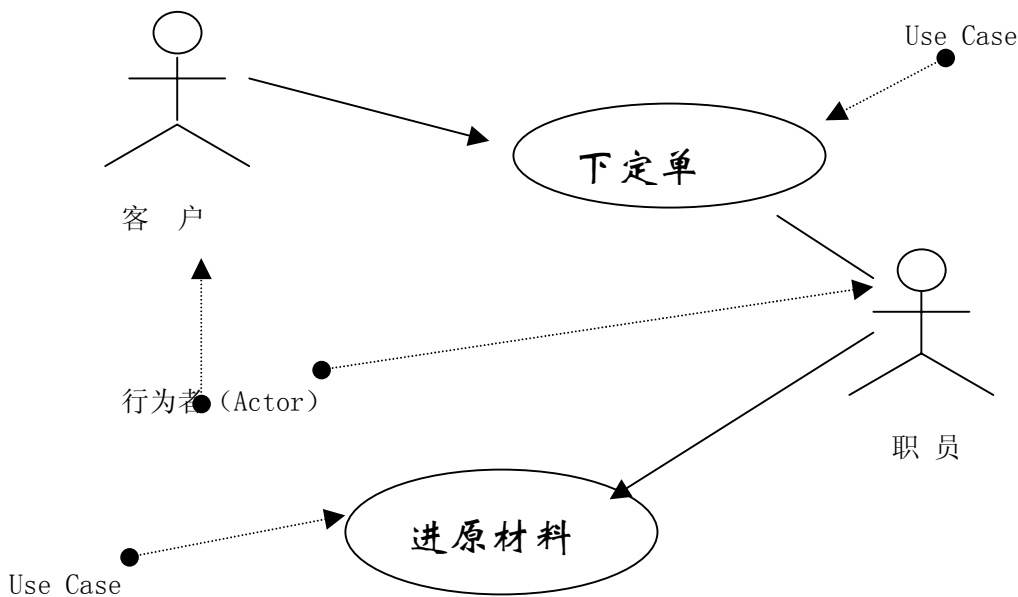 Use Case
下定单
客 户
行为者（Actor）
职 员
进原材料
Use Case